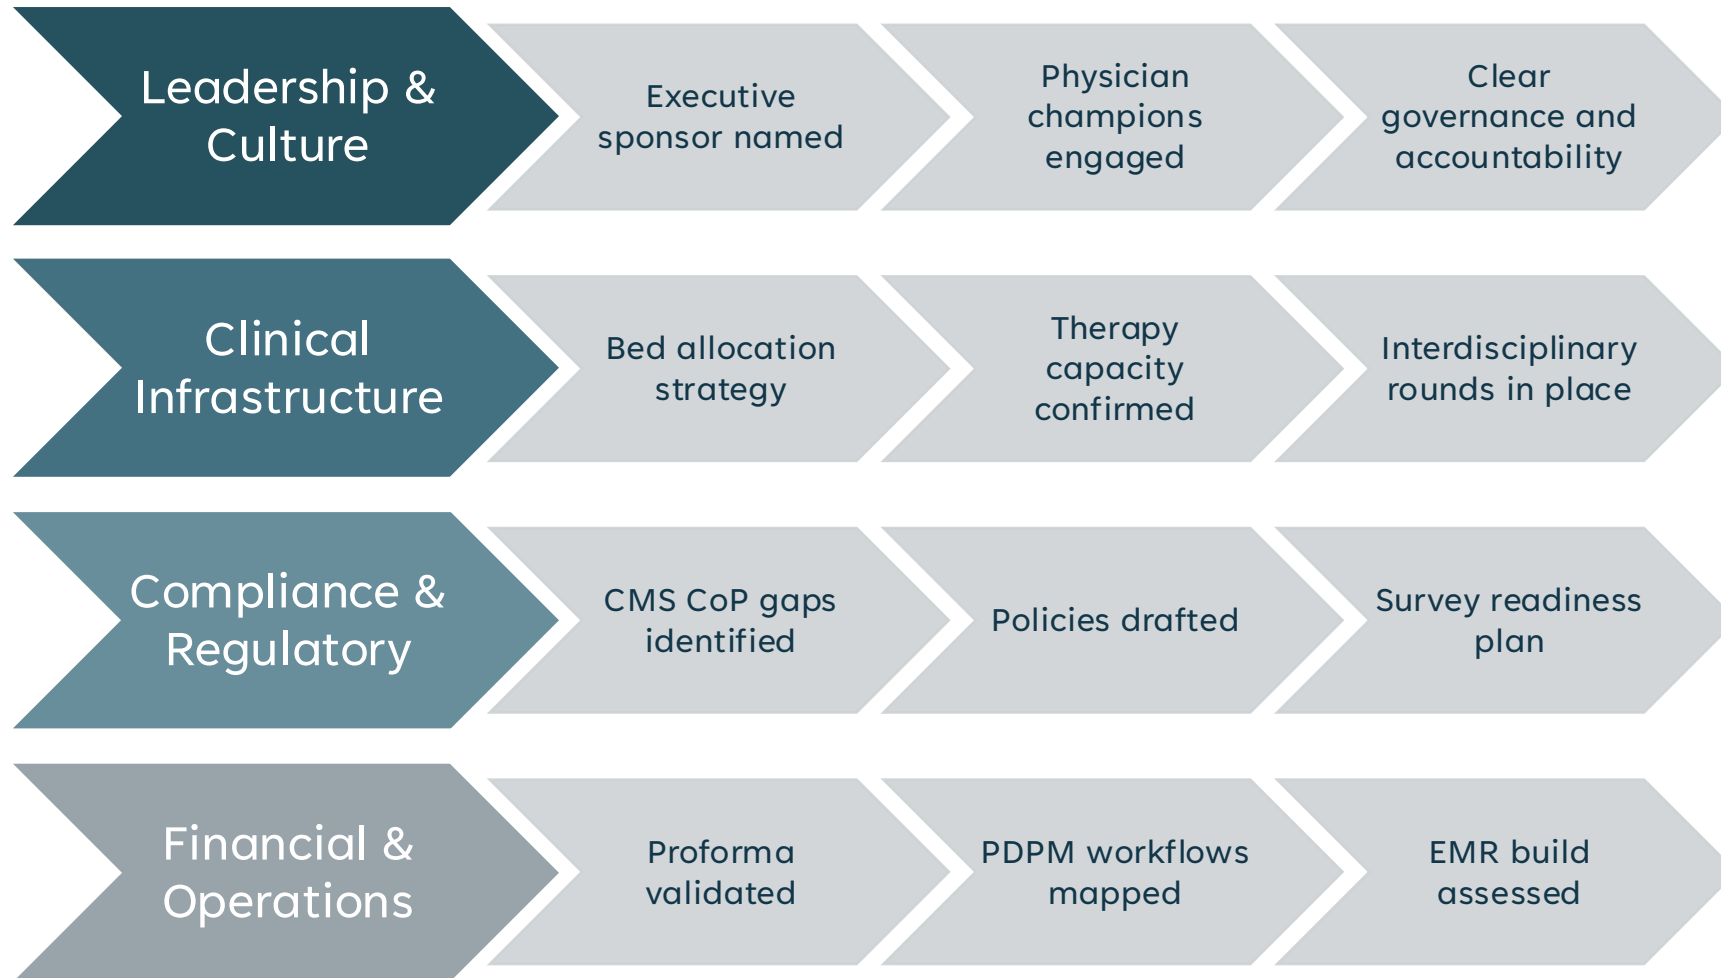 Leadership &
Culture
Executive
sponsor named
Physician
champions
engaged
Clear
governance and
accountability
Clinical
Infrastructure
Bed allocation
strategy
Therapy
capacity
confirmed
Interdisciplinary
rounds in place
Compliance &
Regulatory
CMS CoP gaps
identified
Policies drafted
Survey readiness
plan
Financial &
Operations
Proforma
validated
PDPM workflows
mapped
EMR build
assessed